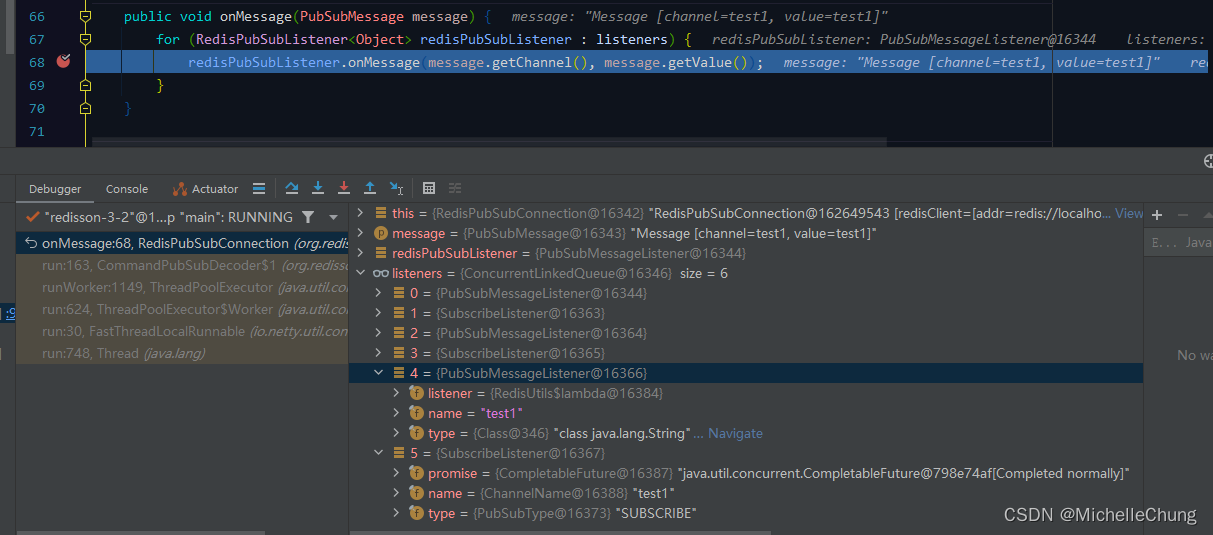 66 public void onMessage(PubSubMessage message) { message: "Message [channel=test1, value=test1]"
67 for (RedisPubSubListener<Object> redisPubSubListener : listeners) { redisPubSubListener: PubSubMessageListener@16344 listeners:
68 redisPubSubListener.onMessage(message.getChannel(), message.getValue()); message: "Message [channel=test1, value=test1]" re
69 }
70 }
71
Debugger Console Actuator
"redisson-3-2"@1...p "main": RUNNING
onMessage:68, RedisPubSubConnection (org.re
run:163, CommandPubSubDecoder$1 (org.redisso
runWorker:1149, ThreadPoolExecutor (java.util.co
run:624, ThreadPoolExecutor$Worker (java.util.co
run:30, FastThreadLocalRunnable (io.netty.util.con
run:748, Thread (java.lang)
:9
this = {RedisPubSubConnection@16342} "RedisPubSubConnection@162649543 [redisClient=[addr=redis://localho... View
message = {PubSubMessage@16343} "Message [channel=test1, value=test1]"
redisPubSubListener = {PubSubMessageListener@16344}
listeners = {ConcurrentLinkedQueue@16346} size = 6
0 = {PubSubMessageListener@16344}
1 = {SubscribeListener@16363}
2 = {PubSubMessageListener@16364}
3 = {SubscribeListener@16365}
4 = {PubSubMessageListener@16366}
listener = {RedisUtils$lambda@16384}
name = "test1"
type = {Class@346} "class java.lang.String"... Navigate
5 = {SubscribeListener@16367}
promise = {CompletableFuture@16387} "java.util.concurrent.CompletableFuture@798e74af[Completed normally]"
name = {ChannelName@16388} "test1"
type = {PubSubType@16373} "SUBSCRIBE"
E... Java
No wa
CSDN @MichelleChung